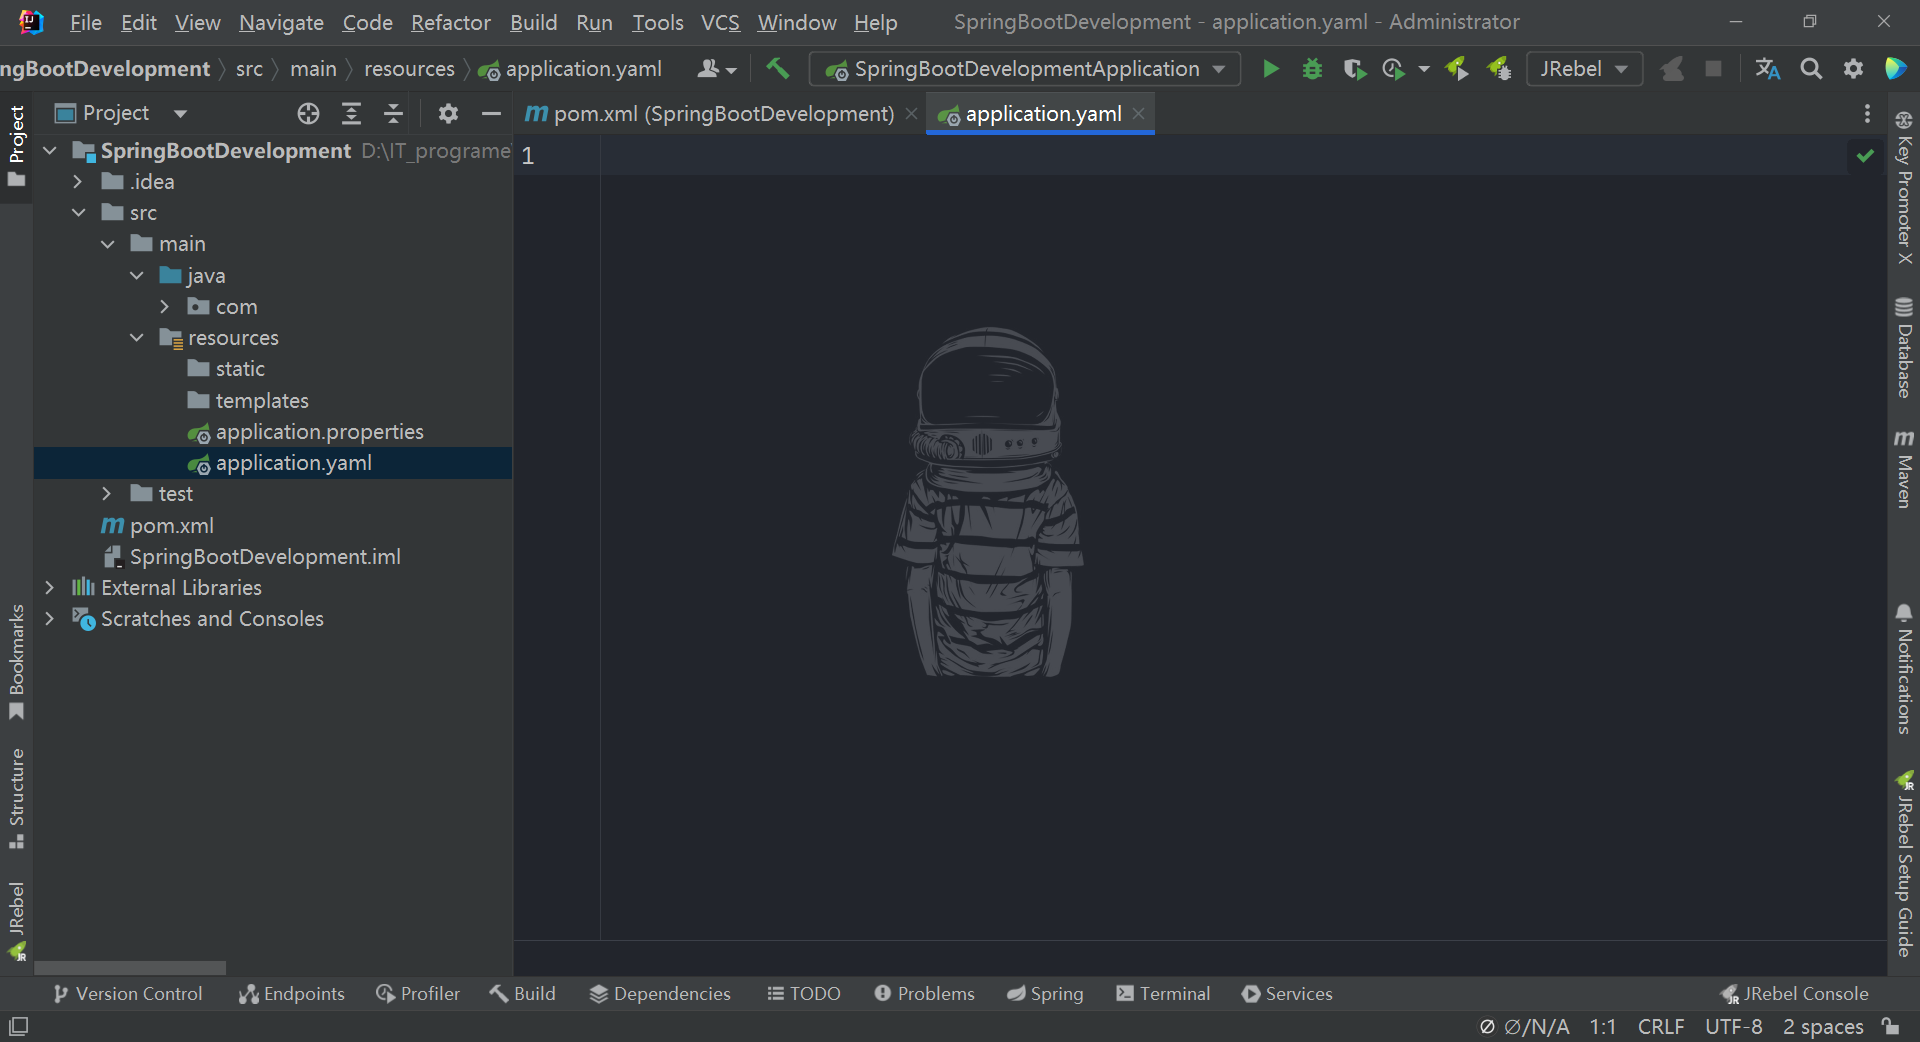 File Edit View Navigate Code Refactor Build Run Tools VCS Window Help SpringBootDevelopment - application.yaml - Administrator
ngBootDevelopment src main resources application.yaml SpringBootDevelopmentApplication JRebel
Project
Project
pom.xml (SpringBootDevelopment) application.yaml
SpringBootDevelopment D:\IT_programe
1
.idea
src
main
java
com
resources
static
templates
application.properties
application.yaml
test
pom.xml
SpringBootDevelopment.iml
External Libraries
Scratches and Consoles
Bookmarks
Structure
JRebel
Key Promoter X
Database
Maven
Notifications
JRebel Setup Guide
Version Control Endpoints Profiler Build Dependencies TODO Problems Spring Terminal Services JRebel Console
∅/N/A 1:1 CRLF UTF-8 2 spaces